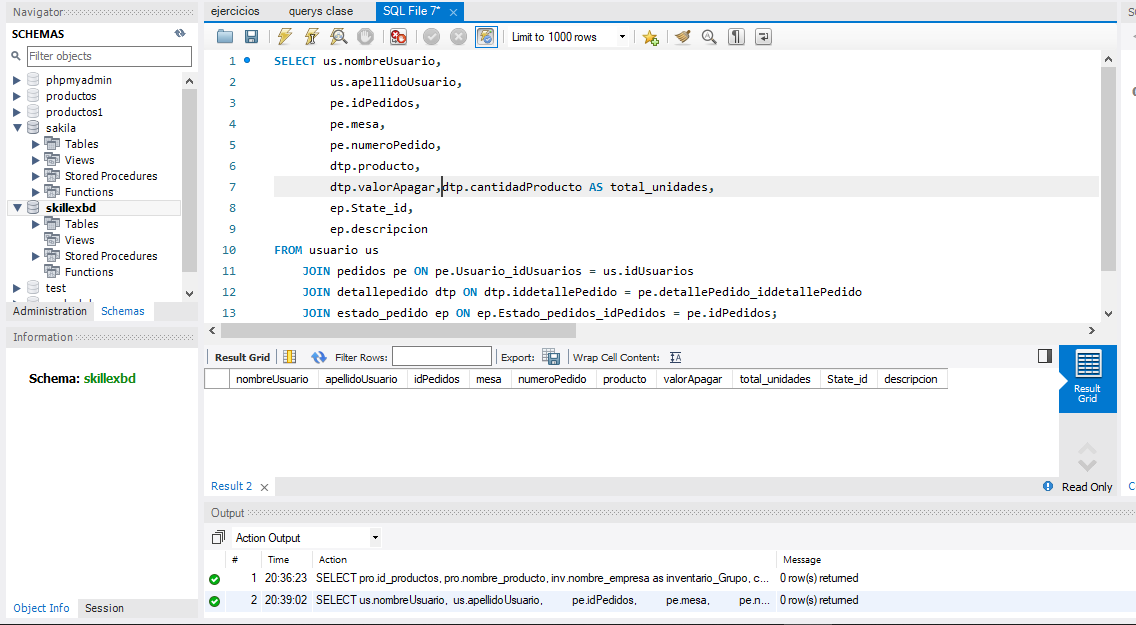 Navigator
SCHEMAS
Filter objects
phpmyadmin
productos
productos1
sakila
Tables
Views
Stored Procedures
Functions
skillexbd
Tables
Views
Stored Procedures
Functions
test
Administration Schemas
Information
Schema: skillexbd
Object Info Session
ejercicios querys clase SQL File 7*
Limit to 1000 rows
1 SELECT us.nombreUsuario,
2 us.apellidoUsuario,
3 pe.idPedidos,
4 pe.mesa,
5 pe.numeroPedido,
6 dtp.producto,
7 dtp.valorApagar,dtp.cantidadProducto AS total_unidades,
8 ep.State_id,
9 ep.descripcion
10 FROM usuario us
11 JOIN pedidos pe ON pe.Usuario_idUsuarios = us.idUsuarios
12 JOIN detallepedido dtp ON dtp.iddetallePedido = pe.detallePedido_iddetallePedido
13 JOIN estado_pedido ep ON ep.Estado_pedidos_idPedidos = pe.idPedidos;
Result Grid Filter Rows: Export: Wrap Cell Content:
nombreUsuario apellidoUsuario idPedidos mesa numeroPedido producto valorApagar total_unidades State_id descripcion
Result
Grid
Result 2 Read Only
Output
Action Output
# Time Action Message
1 20:36:23 SELECT pro.id_productos, pro.nombre_producto, inv.nombre_empresa as inventario_Grupo, c... 0 row(s) returned
2 20:39:02 SELECT us.nombreUsuario, us.apellidoUsuario, pe.idPedidos, pe.mesa, pe.n... 0 row(s) returned